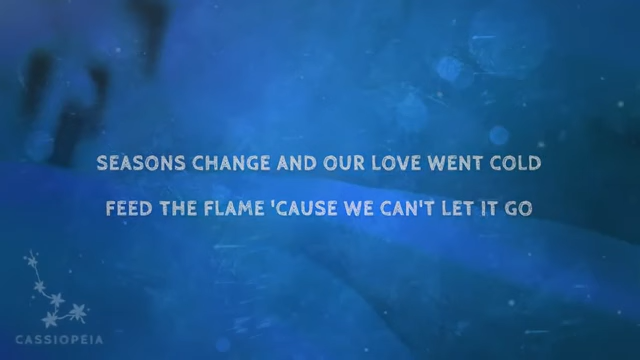 SEASONS CHANGE AND OUR LOVE WENT COLD
FEED THE FLAME 'CAUSE WE CAN'T LET IT GO
CASSIOPEIA